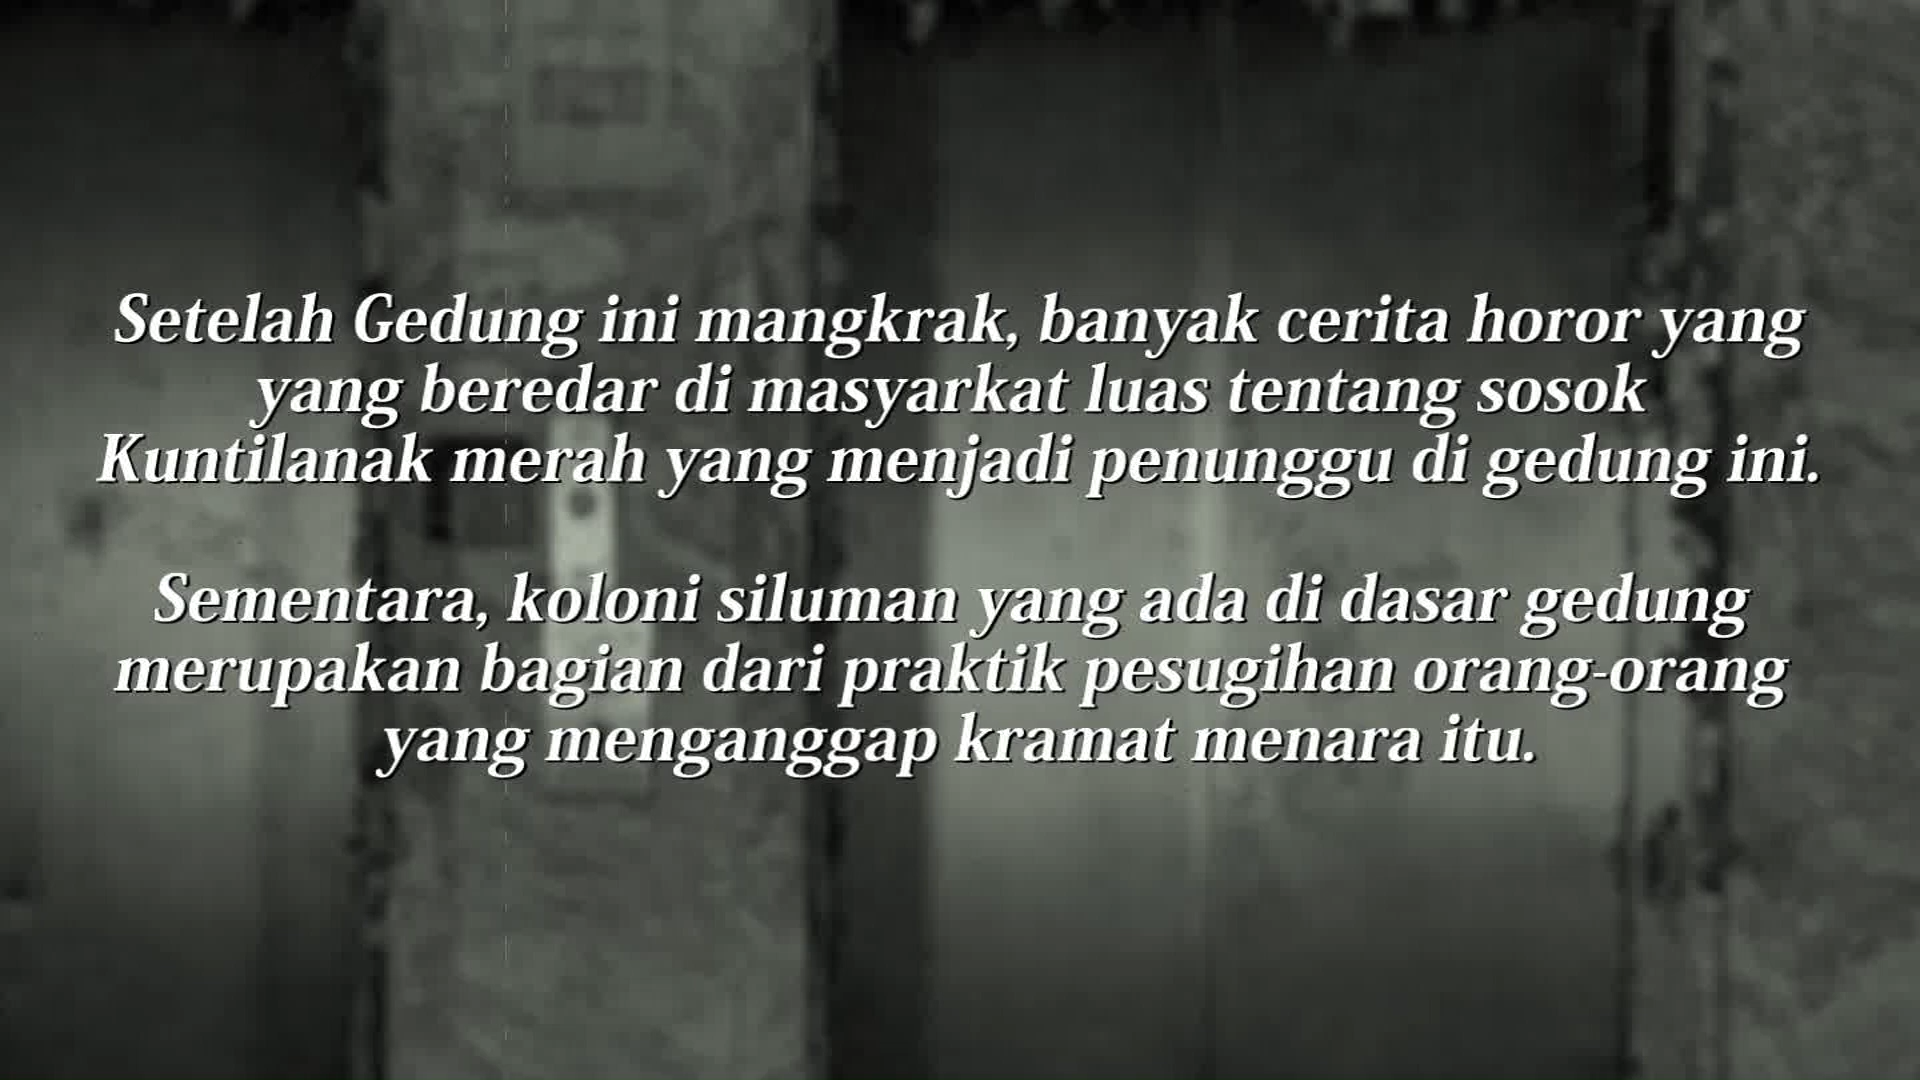 Setelah Gedung ini mangkrak, banyak cerita horor yang
yang beredar di masyarkat luas tentang sosok
Kuntilanak merah yang menjadi penunggu di gedung ini.
Sementara, koloni siluman yang ada di dasar gedung
merupakan bagian dari praktik pesugihan orang-orang
yang menganggap kramat menara itu.